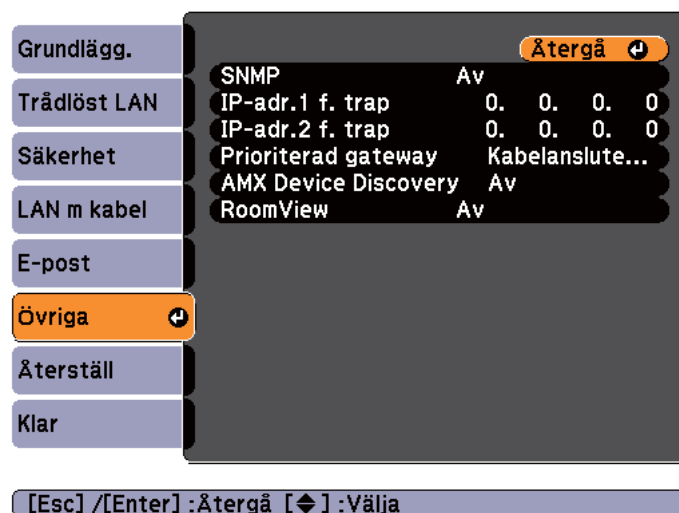 Grundlägg.
Trådlöst LAN
Säkerhet
LAN m kabel
E-post
Övriga
Återställ
Klar
Återgå
SNMP Av
IP-adr.1 f. trap 0. 0. 0. 0
IP-adr.2 f. trap 0. 0. 0. 0
Prioriterad gateway Kabelanslute...
AMX Device Discovery Av
RoomView Av
[Esc] /[Enter] :Återgå [◆] :Välja